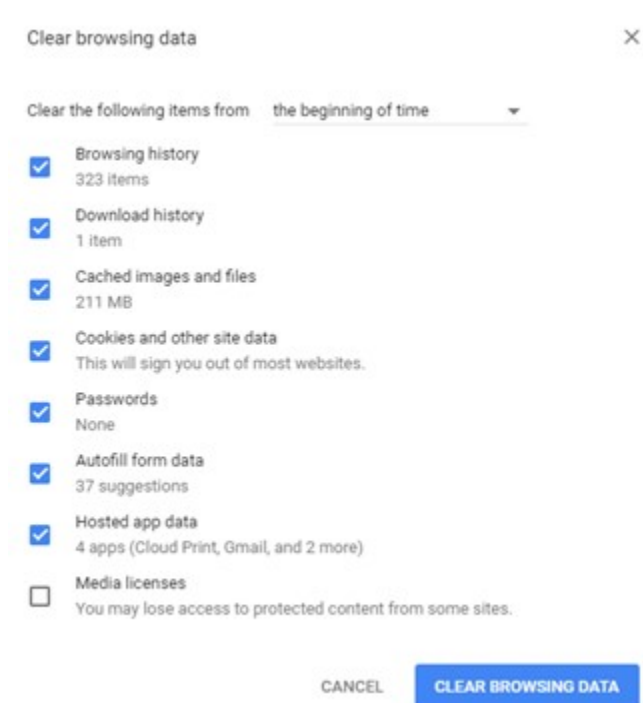 Clear browsing data
Clear the following items from the beginning of time
Browsing history
323 items
Download history
1 item
Cached images and files
211 MB
Cookies and other site data
This will sign you out of most websites.
Passwords
None
Autofill form data
37 suggestions
Hosted app data
4 apps (Cloud Print, Gmail, and 2 more)
Media licenses
You may lose access to protected content from some sites.
CANCEL CLEAR BROWSING DATA